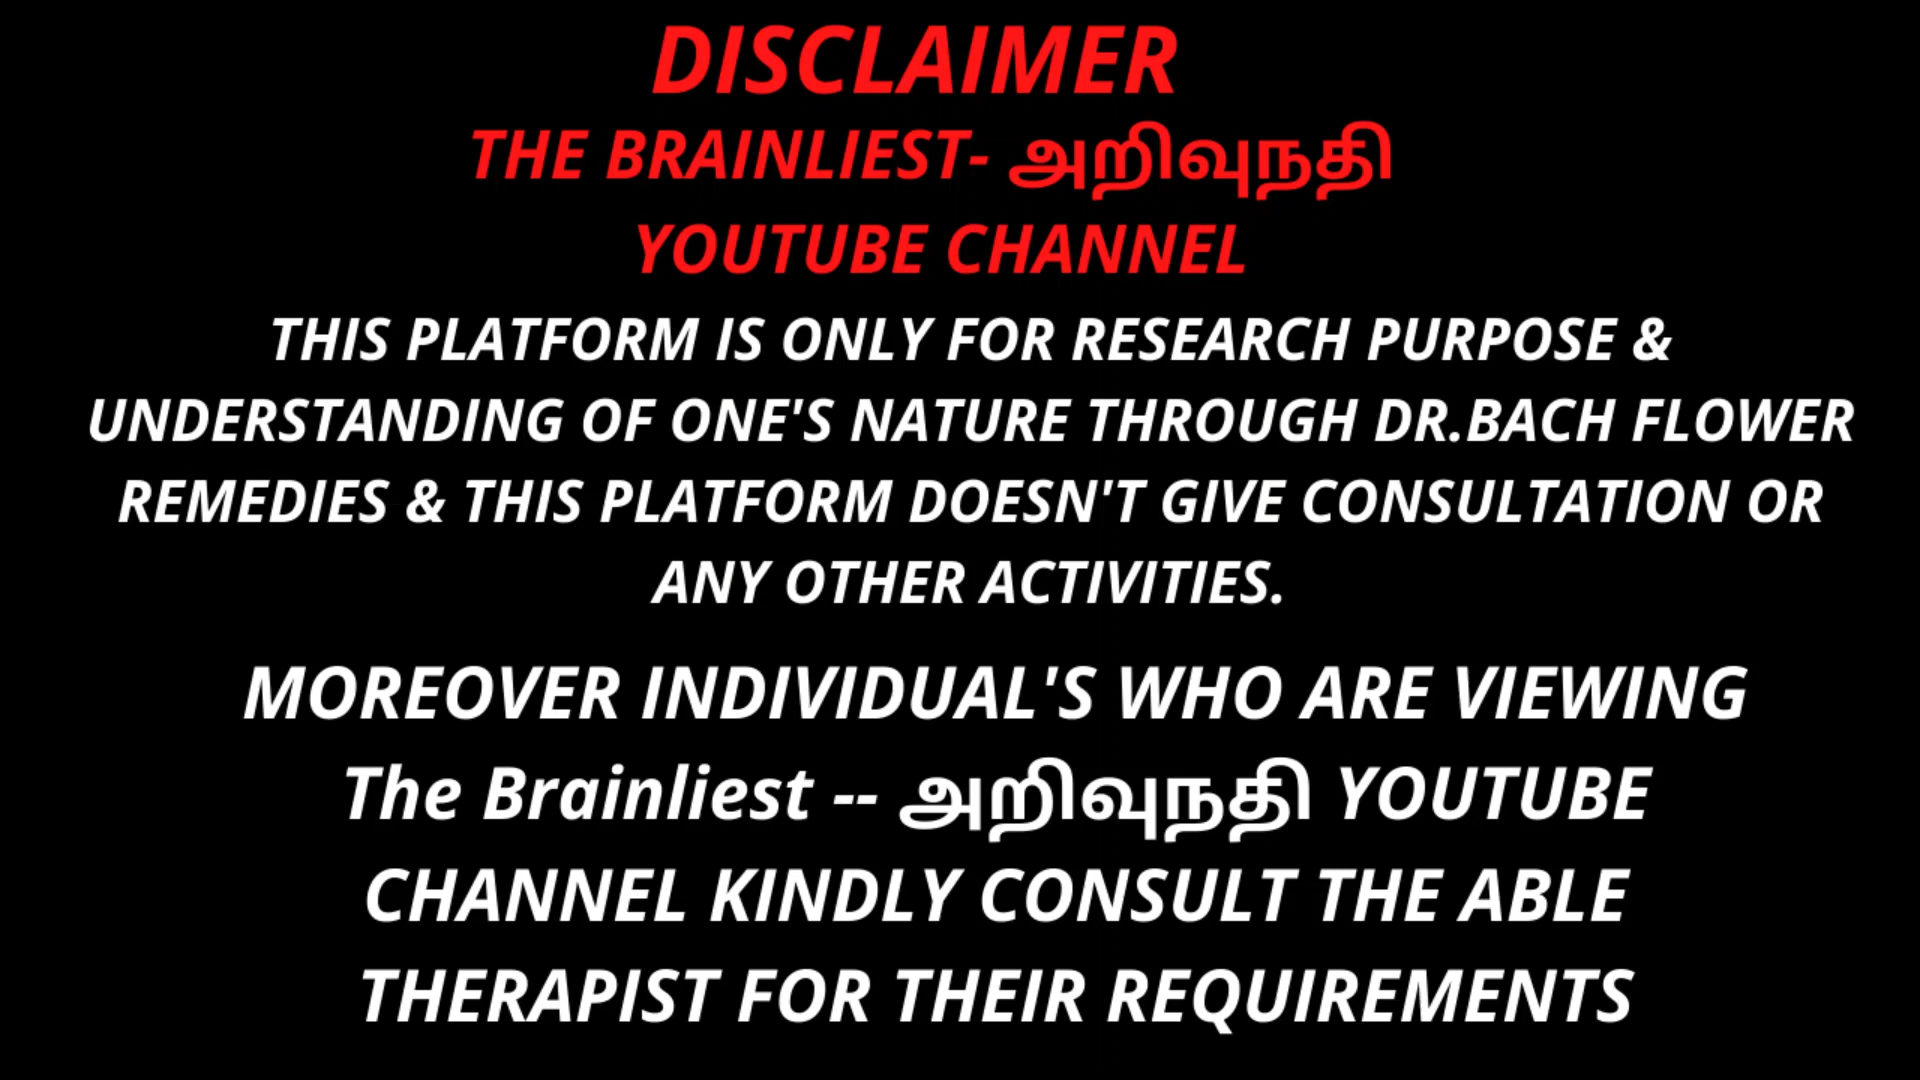 DISCLAIMER
THE BRAINLIEST- அறிவுநதி
YOUTUBE CHANNEL
THIS PLATFORM IS ONLY FOR RESEARCH PURPOSE &
UNDERSTANDING OF ONE'S NATURE THROUGH DR.BACH FLOWER
REMEDIES & THIS PLATFORM DOESN'T GIVE CONSULTATION OR
ANY OTHER ACTIVITIES.
MOREOVER INDIVIDUAL'S WHO ARE VIEWING
The Brainliest -- அறிவுநதி YOUTUBE
CHANNEL KINDLY CONSULT THE ABLE
THERAPIST FOR THEIR REQUIREMENTS